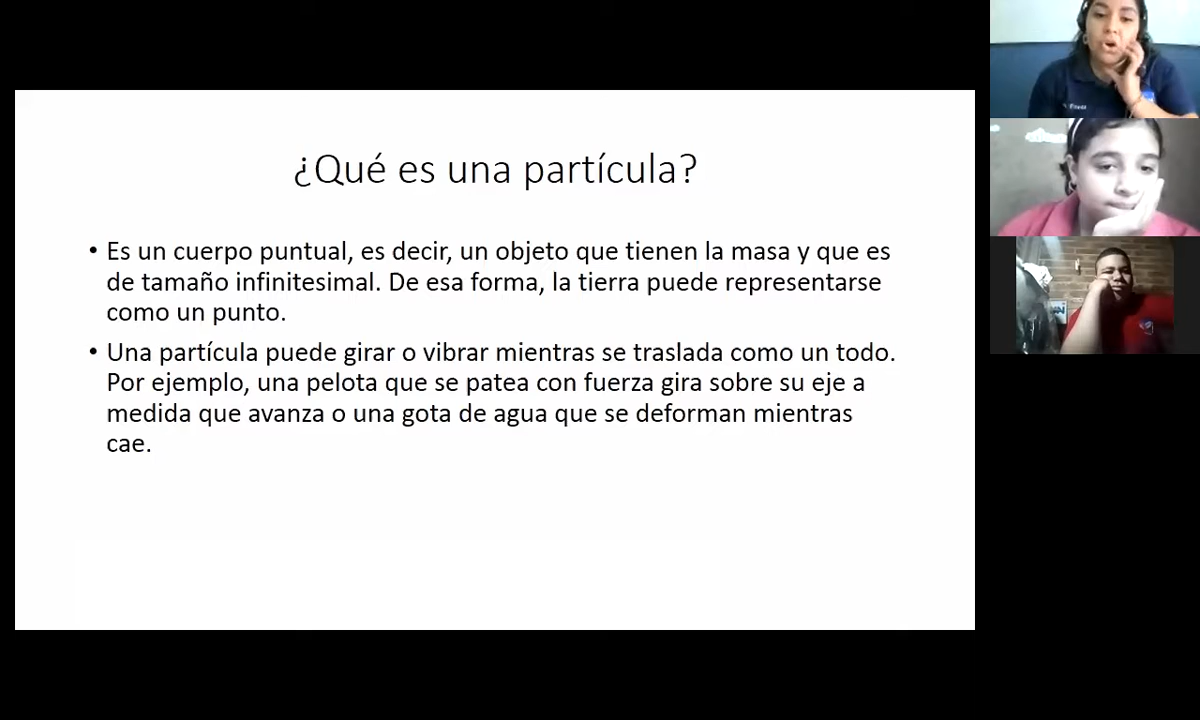 ¿Qué es una partícula?
• Es un cuerpo puntual, es decir, un objeto que tienen la masa y que es
de tamaño infinitesimal. De esa forma, la tierra puede representarse
como un punto.
• Una partícula puede girar o vibrar mientras se traslada como un todo.
Por ejemplo, una pelota que se patea con fuerza gira sobre su eje a
medida que avanza o una gota de agua que se deforman mientras
cae.